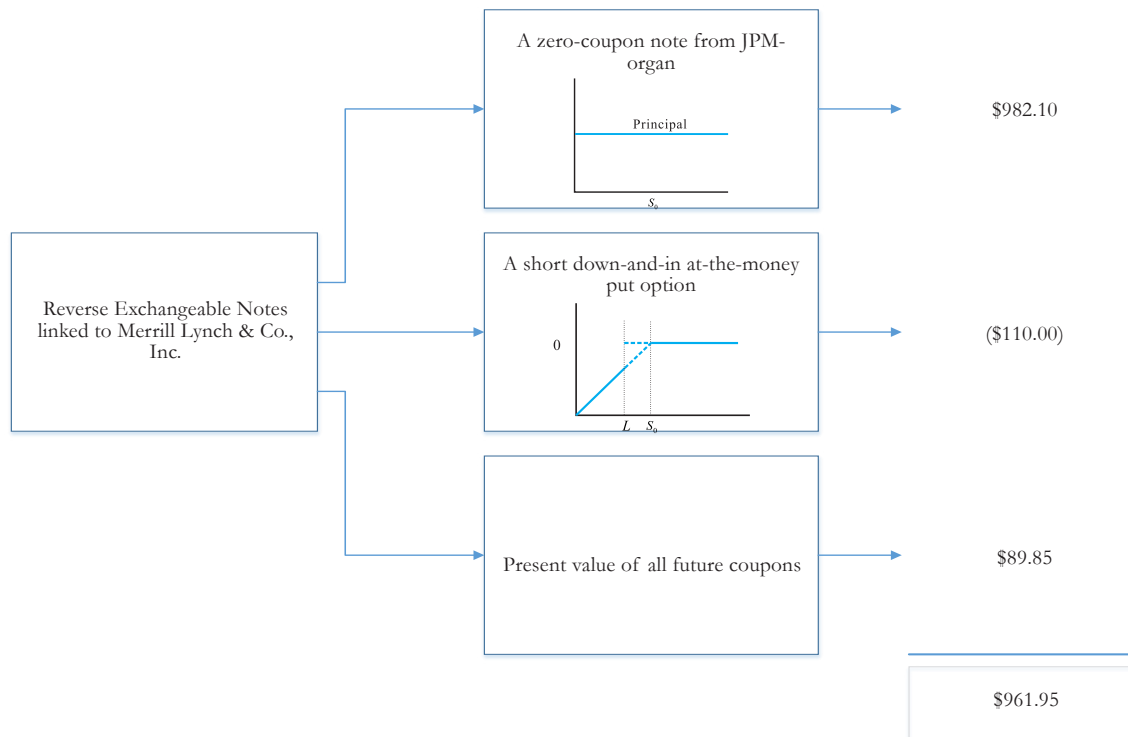 A zero-coupon note from JPM-
organ
Principal
S₀
$982.10
Reverse Exchangeable Notes
linked to Merrill Lynch & Co.,
Inc.
A short down-and-in at-the-money
put option
0
L S₀
($110.00)
Present value of all future coupons
$89.85
$961.95